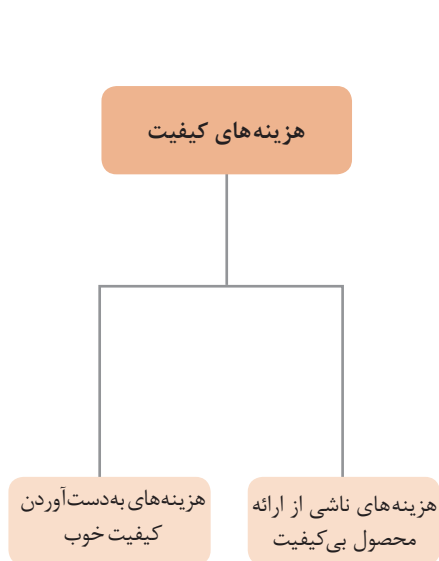 هزینه‌های کیفیت
هزینه‌های ناشی از ارائه
محصول بی‌کیفیت
هزینه‌های به‌دست‌آوردن
کیفیت خوب